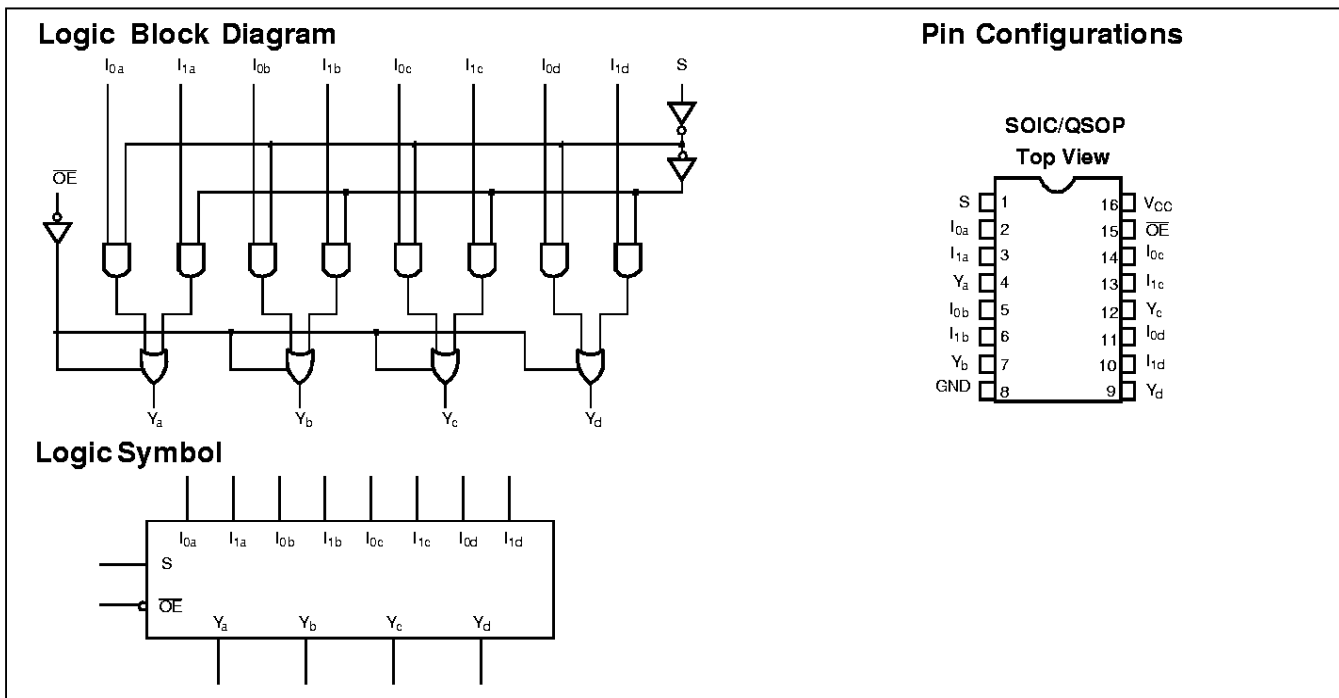 Logic Block Diagram
I0a I1a I0b I1b I0c I1c I0d I1d S
OE
Ya Yb Yc Yd
Logic Symbol
I0a I1a I0b I1b I0c I1c I0d I1d
S
OE
Ya Yb Yc Yd
Pin Configurations
SOIC/QSOP
Top View
S 1 16 VCC
I0a 2 15 OE
I1a 3 14 I0c
Ya 4 13 I1c
I0b 5 12 Yc
I1b 6 11 I0d
Yb 7 10 I1d
GND 8 9 Yd